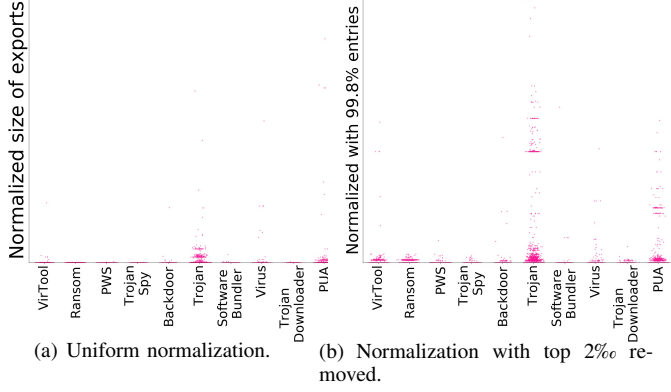 Normalized size of exports
VirTool
Ransom
PWS
Trojan
Spy
Backdoor
Trojan
Software
Bundler
Virus
Trojan
Downloader
PUA
(a) Uniform normalization.
Normalized with 99.8% entries
VirTool
Ransom
PWS
Trojan
Spy
Backdoor
Trojan
Software
Bundler
Virus
Trojan
Downloader
PUA
(b) Normalization with top 2‰ re-
moved.